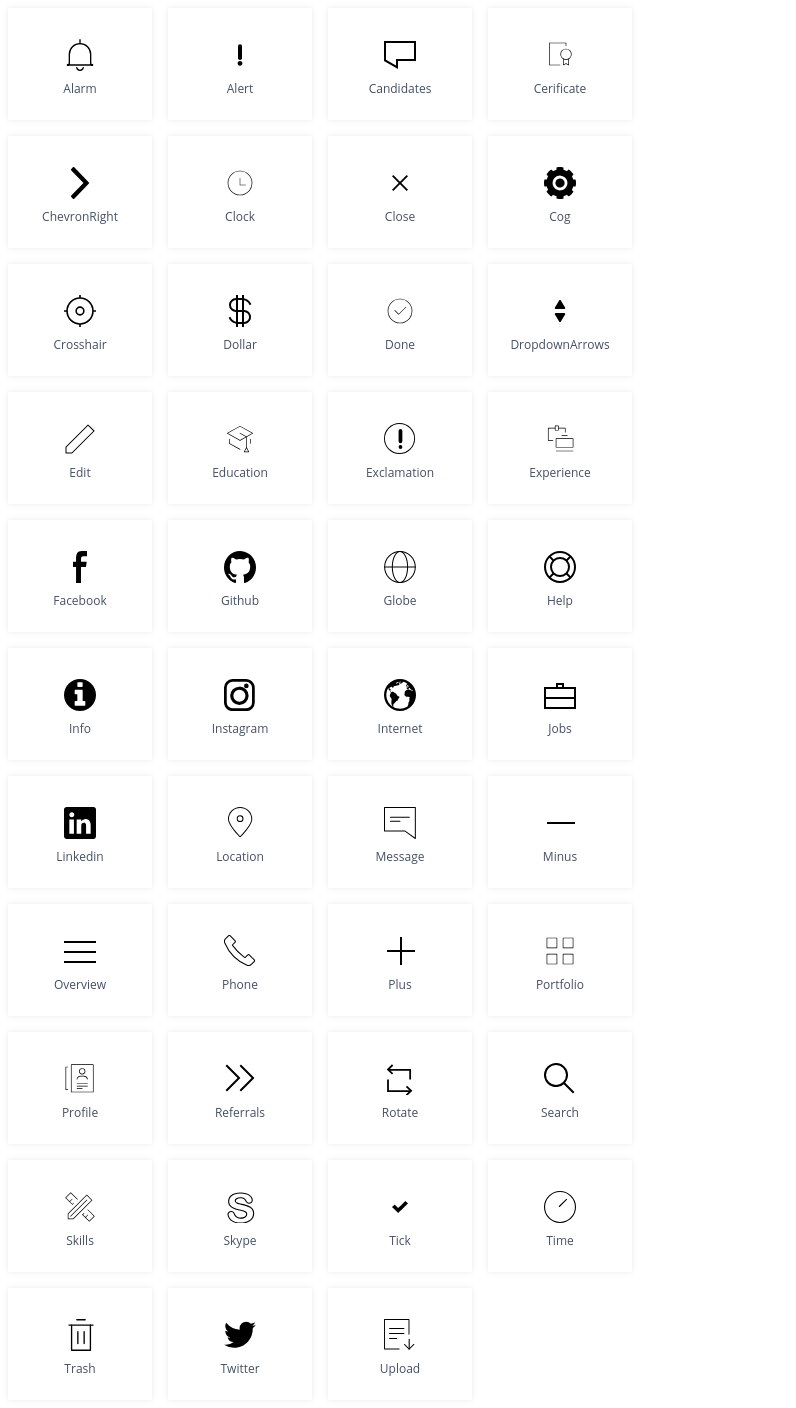 Alarm
Alert
Candidates
Cerificate
ChevronRight
Clock
Close
Cog
Crosshair
Dollar
Done
DropdownArrows
Edit
Education
Exclamation
Experience
Facebook
Github
Globe
Help
Info
Instagram
Internet
Jobs
Linkedin
Location
Message
Minus
Overview
Phone
Plus
Portfolio
Profile
Referrals
Rotate
Search
Skills
Skype
Tick
Time
Trash
Twitter
Upload